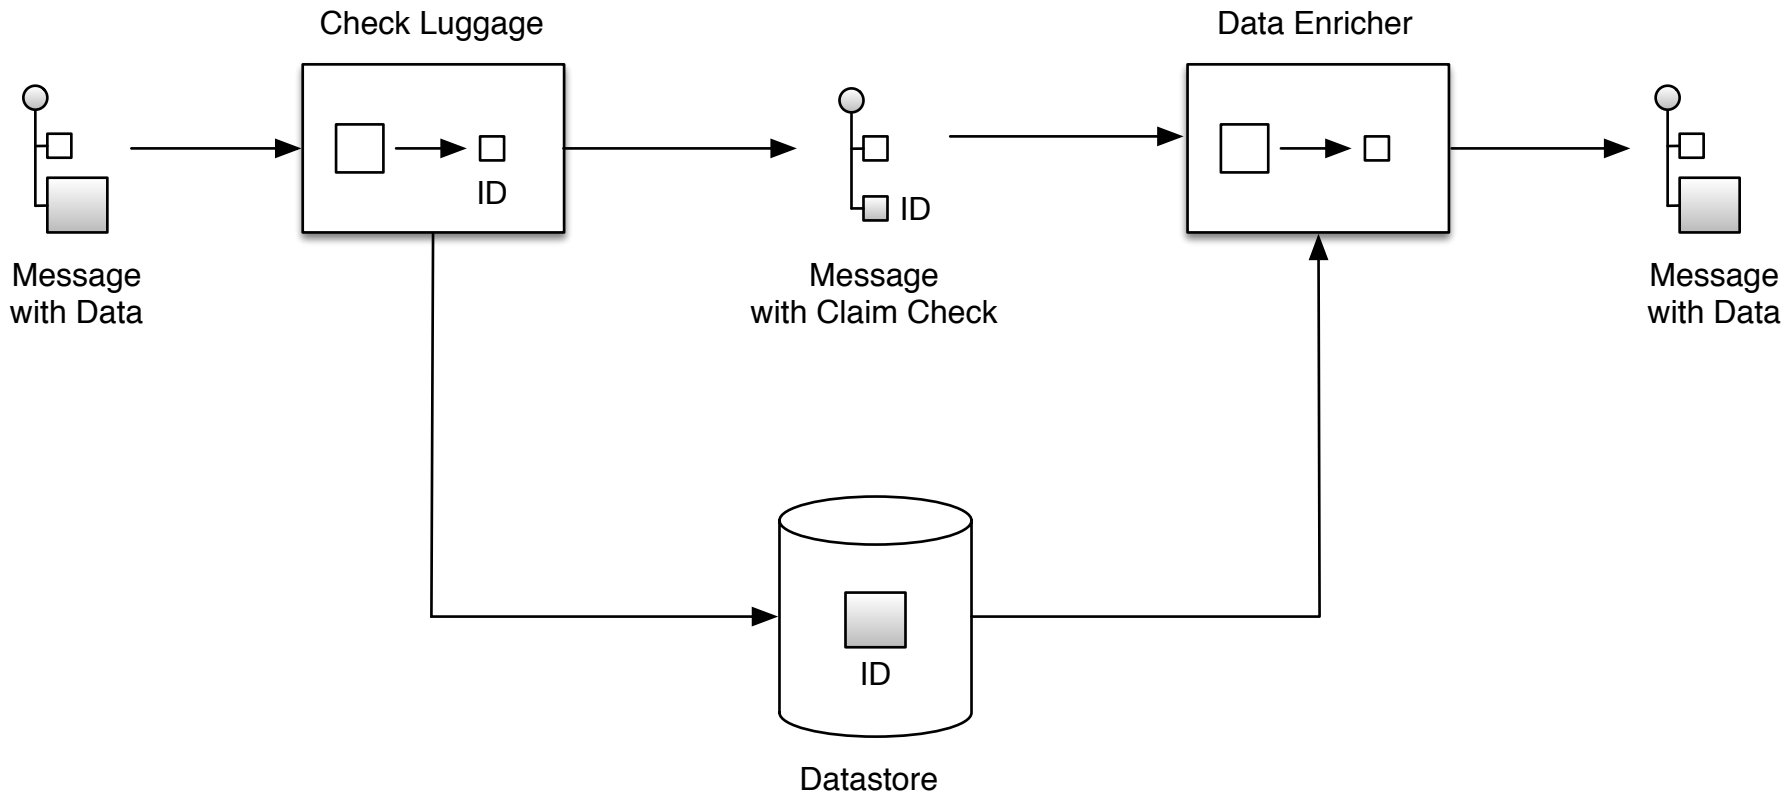 Check Luggage
Data Enricher
ID
ID
Message
with Data
Message
with Claim Check
Message
with Data
ID
Datastore